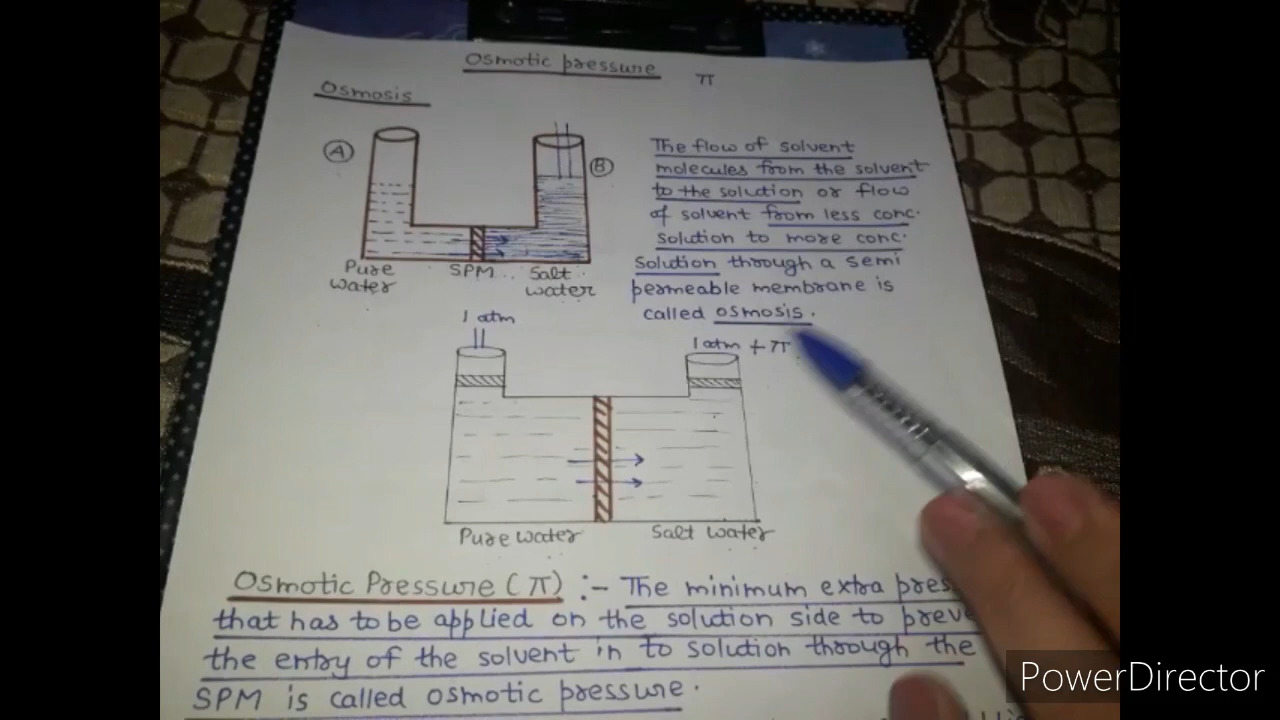 Osmotic pressure π
Osmosis
A
B
The flow of solvent
molecules from the solvent
to the solution or flow
of solvent from less conc.
solution to more conc.
solution through a semi
permeable membrane is
called osmosis.
Pure
water
SPM
Salt
water
1 atm
1 atm + π
Pure water
Salt water
Osmotic Pressure (π) :- The minimum extra
that has to be applied on the solution side to
the entry of the solvent in to solution through the
SPM is called osmotic pressure.
PowerDirector